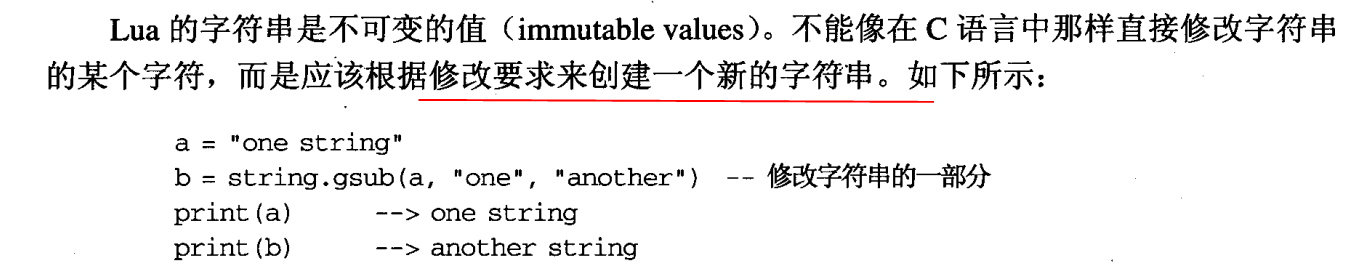 Lua 的字符串是不可变的值（immutable values）。不能像在 C 语言中那样直接修改字符串
的某个字符，而是应该根据修改要求来创建一个新的字符串。如下所示：
a = "one string"
b = string.gsub(a, "one", "another") -- 修改字符串的一部分
print(a) --> one string
print(b) --> another string